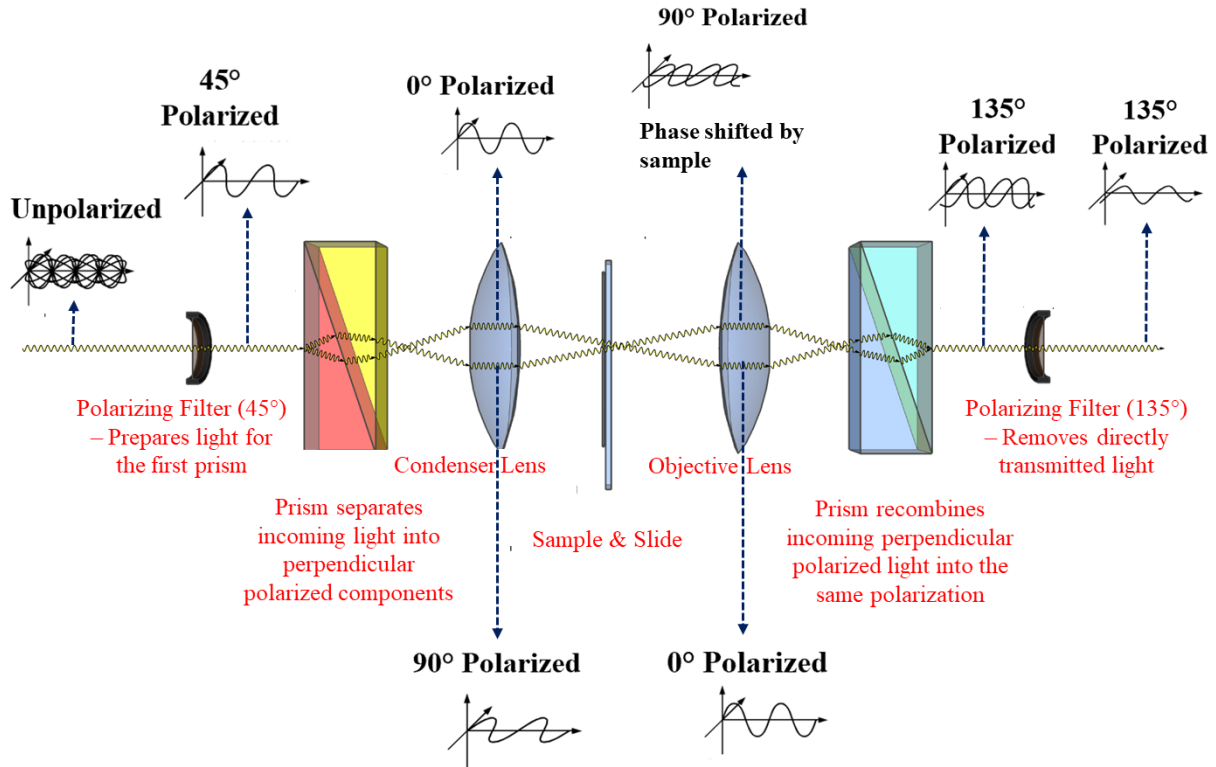 90° Polarized
45°
Polarized
0° Polarized
Phase shifted by
sample
135°
Polarized
135°
Polarized
Unpolarized
Polarizing Filter (45°)
– Prepares light for
the first prism
Condenser Lens
Objective Lens
Polarizing Filter (135°)
– Removes directly
transmitted light
Prism separates
incoming light into
perpendicular
polarized components
Sample & Slide
Prism recombines
incoming perpendicular
polarized light into the
same polarization
90° Polarized
0° Polarized